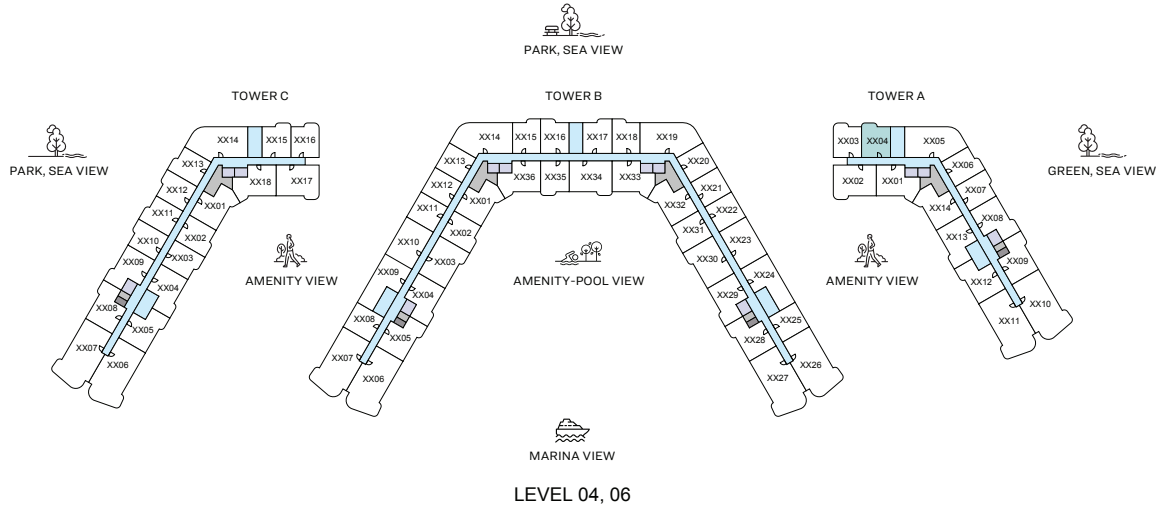 PARK, SEA VIEW
TOWER C
TOWER B
TOWER A
PARK, SEA VIEW
GREEN, SEA VIEW
XX14
XX15
XX16
XX13
XX12
XX11
XX10
XX09
XX08
XX07
XX06
XX05
XX04
XX03
XX02
XX01
XX18
XX17
AMENITY VIEW
XX14
XX15
XX16
XX17
XX18
XX19
XX13
XX12
XX11
XX10
XX09
XX08
XX07
XX06
XX05
XX04
XX03
XX02
XX01
XX36
XX35
XX34
XX33
XX32
XX31
XX30
XX29
XX28
XX27
XX26
XX25
XX24
XX23
XX22
XX21
XX20
AMENITY-POOL VIEW
AMENITY VIEW
XX03
XX04
XX05
XX06
XX07
XX08
XX09
XX10
XX11
XX12
XX13
XX14
XX01
XX02
MARINA VIEW
LEVEL 04, 06